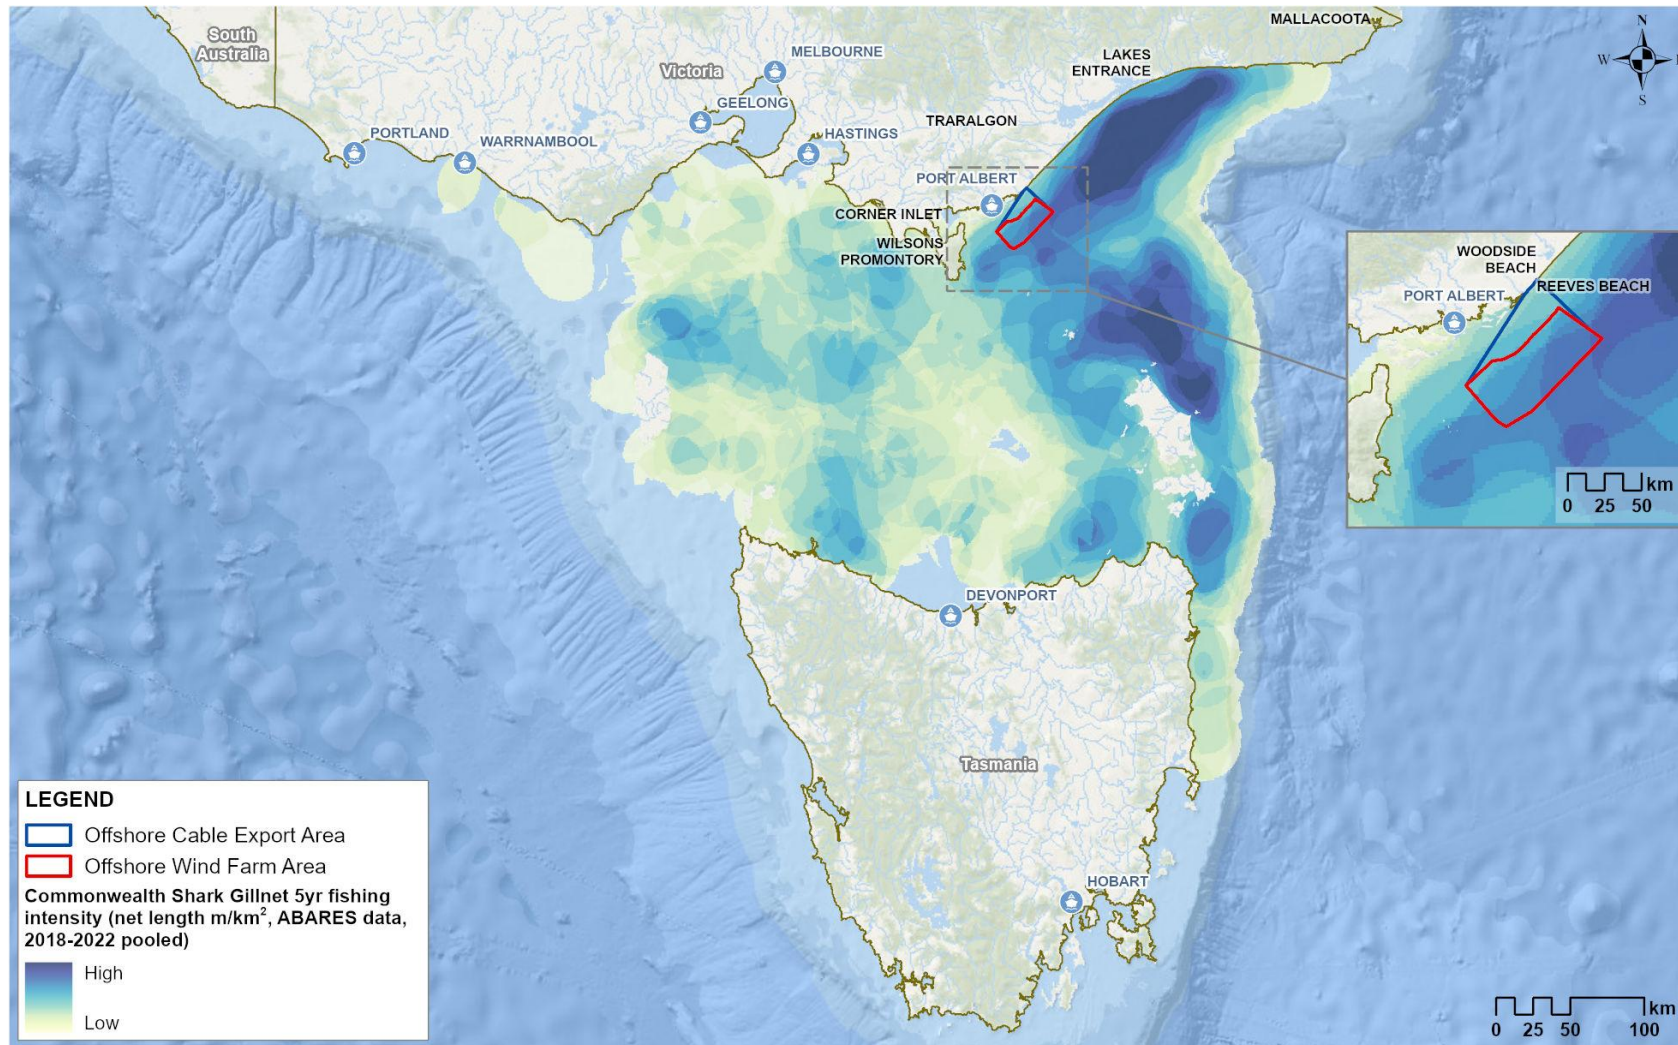 MALLACOOTA
N
W
S
South
Australia
Victoria
MELBOURNE
LAKES
ENTRANCE
GEELONG
TRARALGON
HASTINGS
PORTLAND
WARRNAMBOOL
PORT ALBERT
CORNER INLET
WILSONS
PROMONTORY
WOODSIDE
BEACH
REEVES BEACH
PORT ALBERT
km
0 25 50
DEVONPORT
Tasmania
HOBART
LEGEND
Offshore Cable Export Area
Offshore Wind Farm Area
Commonwealth Shark Gillnet 5yr fishing
intensity (net length m/km², ABARES data,
2018-2022 pooled)
High
Low
km
0 25 50 100